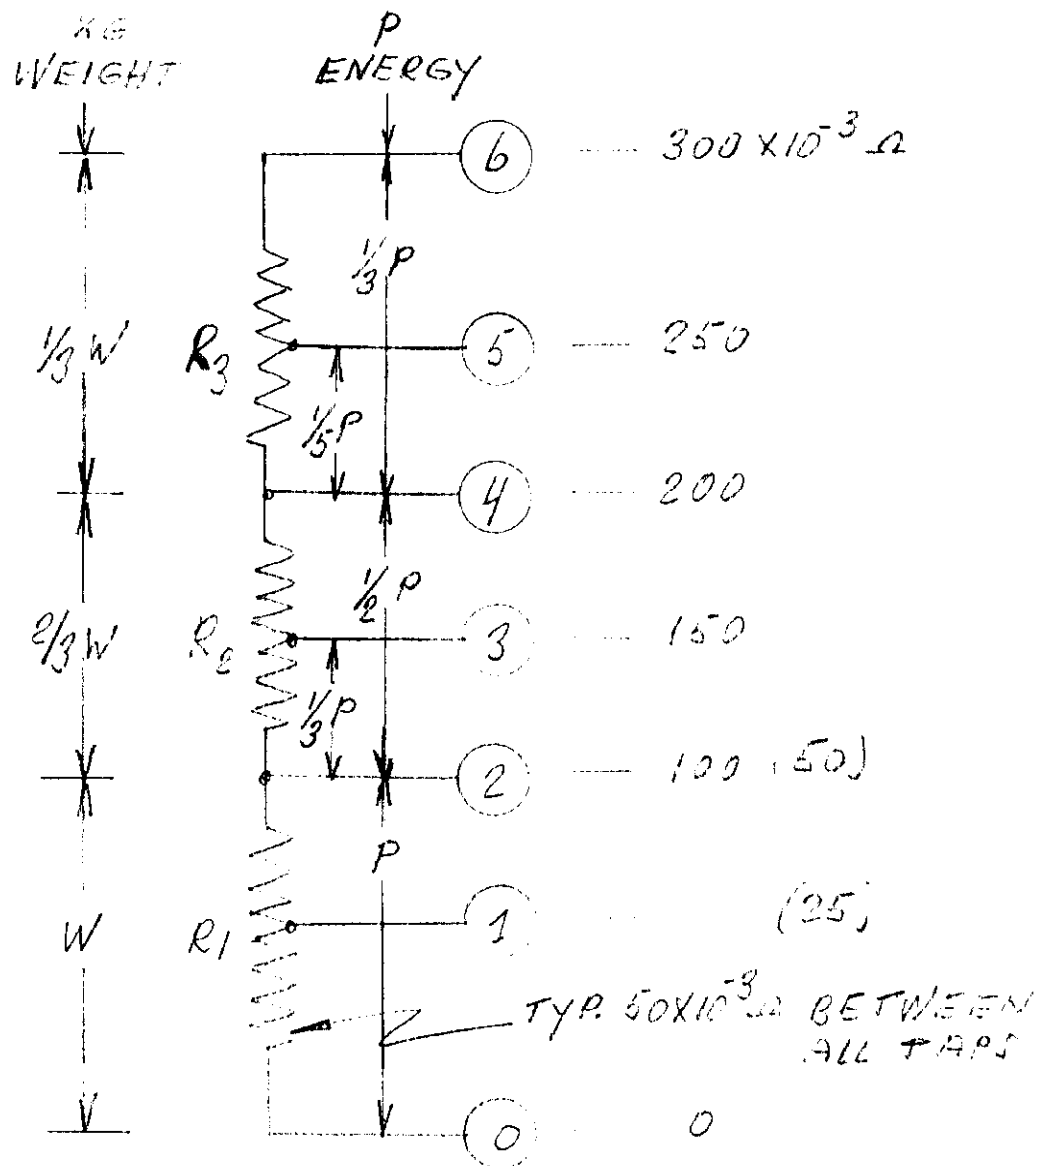 KG P
WEIGHT ENERGY
6 300 X10⁻³ Ω
1/3 P
1/3 W R3 5 250
1/5 P
4 200
1/2 P
2/3 W R2 3 150
1/3 P
2 100 (50)
P
W R1 1 (25)
TYP. 50X10⁻³ Ω BETWEEN
ALL TAPS
0 0